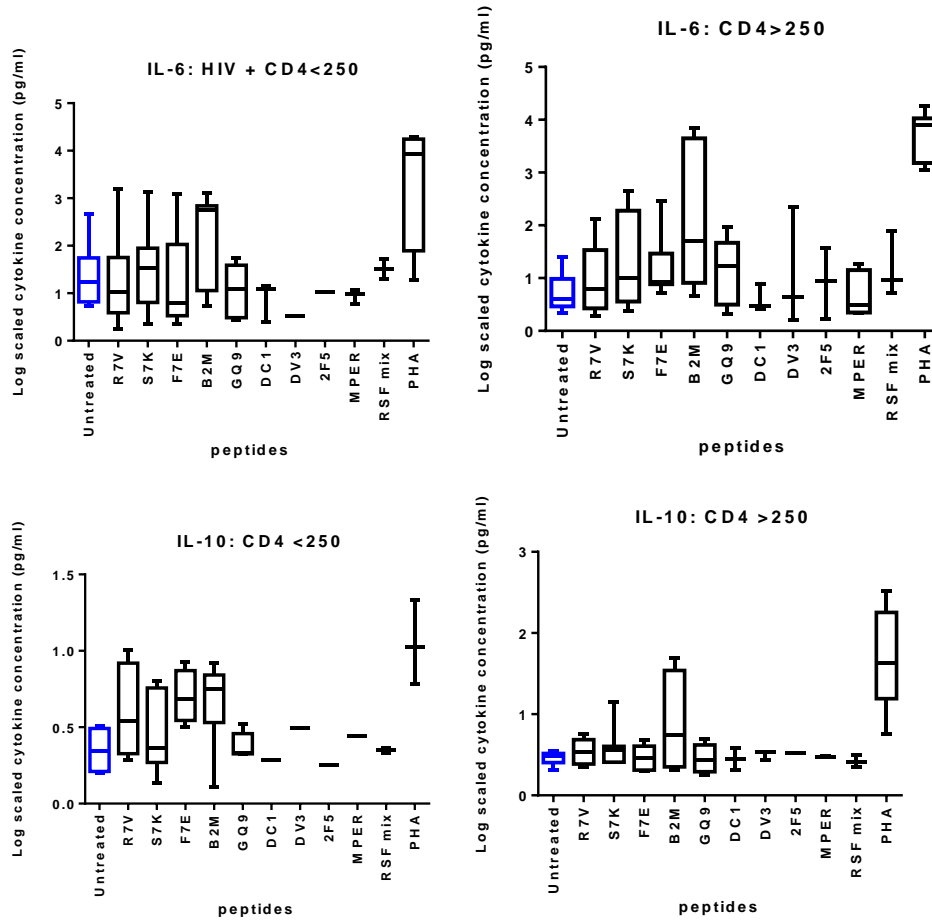 IL-6: HIV + CD4<250
Log scaled cytokine concentration (pg/ml)
5
4
3
2
1
0
Untreated
R7V
S7K
F7E
B2M
GQ9
DC1
DV3
2F5
MPER
RSF mix
PHA
peptides
IL-6: CD4>250
Log scaled cytokine concentration (pg/ml)
5
4
3
2
1
0
Untreated
R7V
S7K
F7E
B2M
GQ9
DC1
DV3
2F5
MPER
RSF mix
PHA
peptides
IL-10: CD4 <250
Log scaled cytokine concentration (pg/ml)
1.5
1.0
0.5
0.0
Untreated
R7V
S7K
F7E
B2M
GQ9
DC1
DV3
2F5
MPER
RSF mix
PHA
peptides
IL-10: CD4 >250
Log scaled cytokine concentration (pg/ml)
3
2
1
0
Untreated
R7V
S7K
F7E
B2M
GQ9
DC1
DV3
2F5
MPER
RSF mix
PHA
peptides